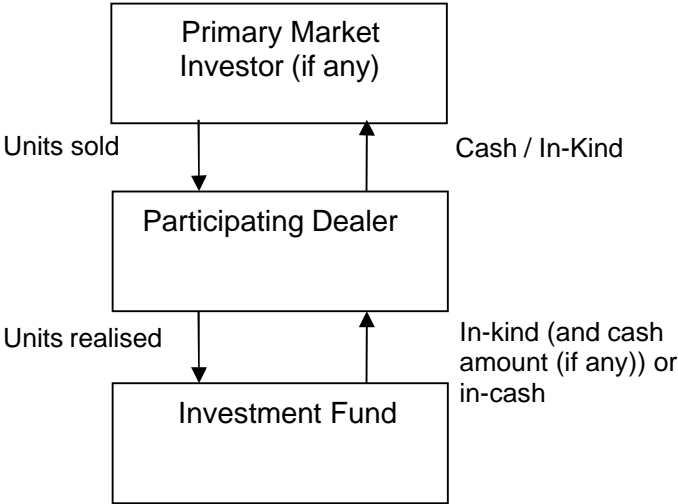 Primary Market
Investor (if any)
Units sold
Cash / In-Kind
Participating Dealer
Units realised
In-kind (and cash
amount (if any)) or
in-cash
Investment Fund